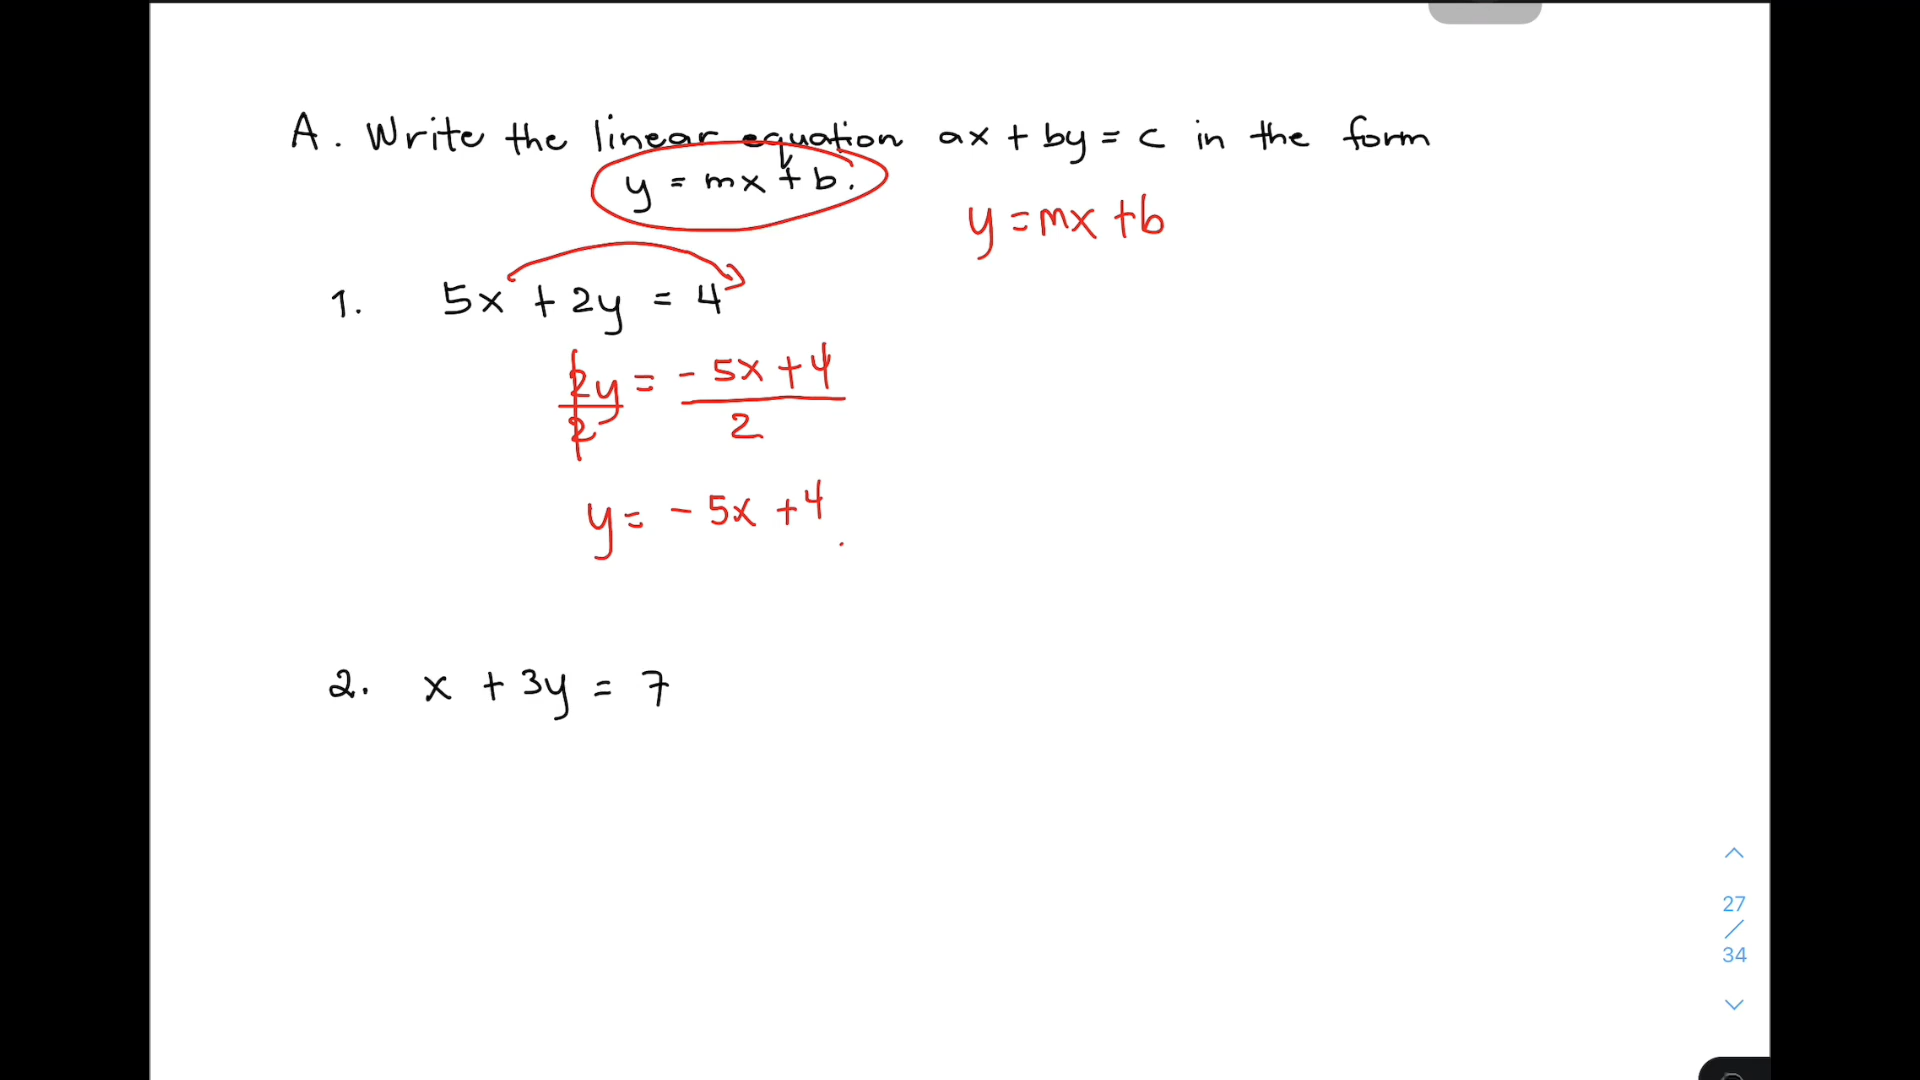 A. Write the linear equation ax + by = c in the form
y = mx + b.
y = mx + b
1. 5x + 2y = 4
2y = - 5x + 4
2 2
y = - 5x + 4
2. x + 3y = 7
27
/
34